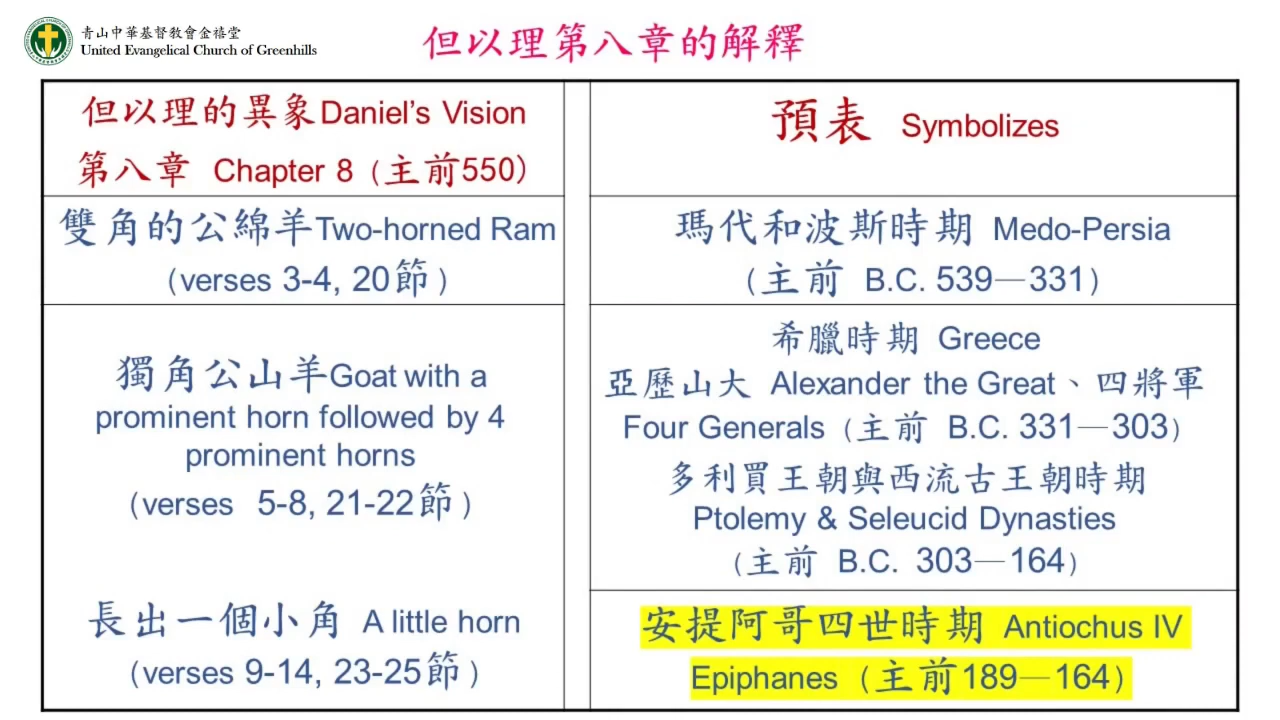 青山中華基督教會金禧堂
United Evangelical Church of Greenhills
但以理第八章的解釋
但以理的異象Daniel's Vision
第八章 Chapter 8 (主前550)
預表 Symbolizes
雙角的公綿羊Two-horned Ram
(verses 3-4, 20節)
瑪代和波斯時期 Medo-Persia
(主前 B.C. 539—331)
獨角公山羊Goat with a
prominent horn followed by 4
prominent horns
(verses 5-8, 21-22節)
希臘時期 Greece
亞歷山大 Alexander the Great、四將軍
Four Generals (主前 B.C. 331—303)
多利買王朝與西流古王朝時期
Ptolemy & Seleucid Dynasties
(主前 B.C. 303—164)
長出一個小角 A little horn
(verses 9-14, 23-25節)
安提阿哥四世時期 Antiochus IV
Epiphanes (主前189—164)